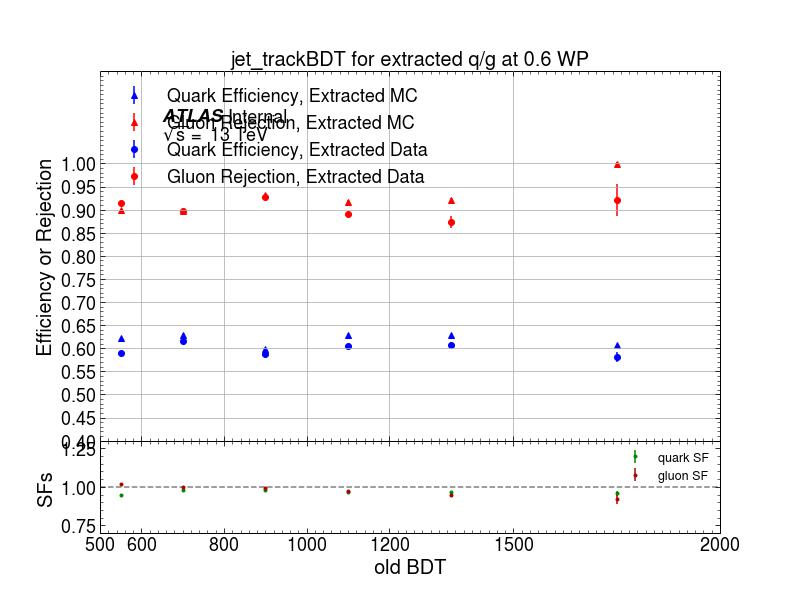 jet_trackBDT for extracted q/g at 0.6 WP
Quark Efficiency, Extracted MC
ATLAS Internal
Gluon Rejection, Extracted MC
√s = 13 TeV
Quark Efficiency, Extracted Data
Gluon Rejection, Extracted Data
Efficiency or Rejection
1.00
0.95
0.90
0.85
0.80
0.75
0.70
0.65
0.60
0.55
0.50
0.45
0.40
1.25
1.00
0.75
SFs
quark SF
gluon SF
500 600 800 1000 1200 1500 2000
old BDT